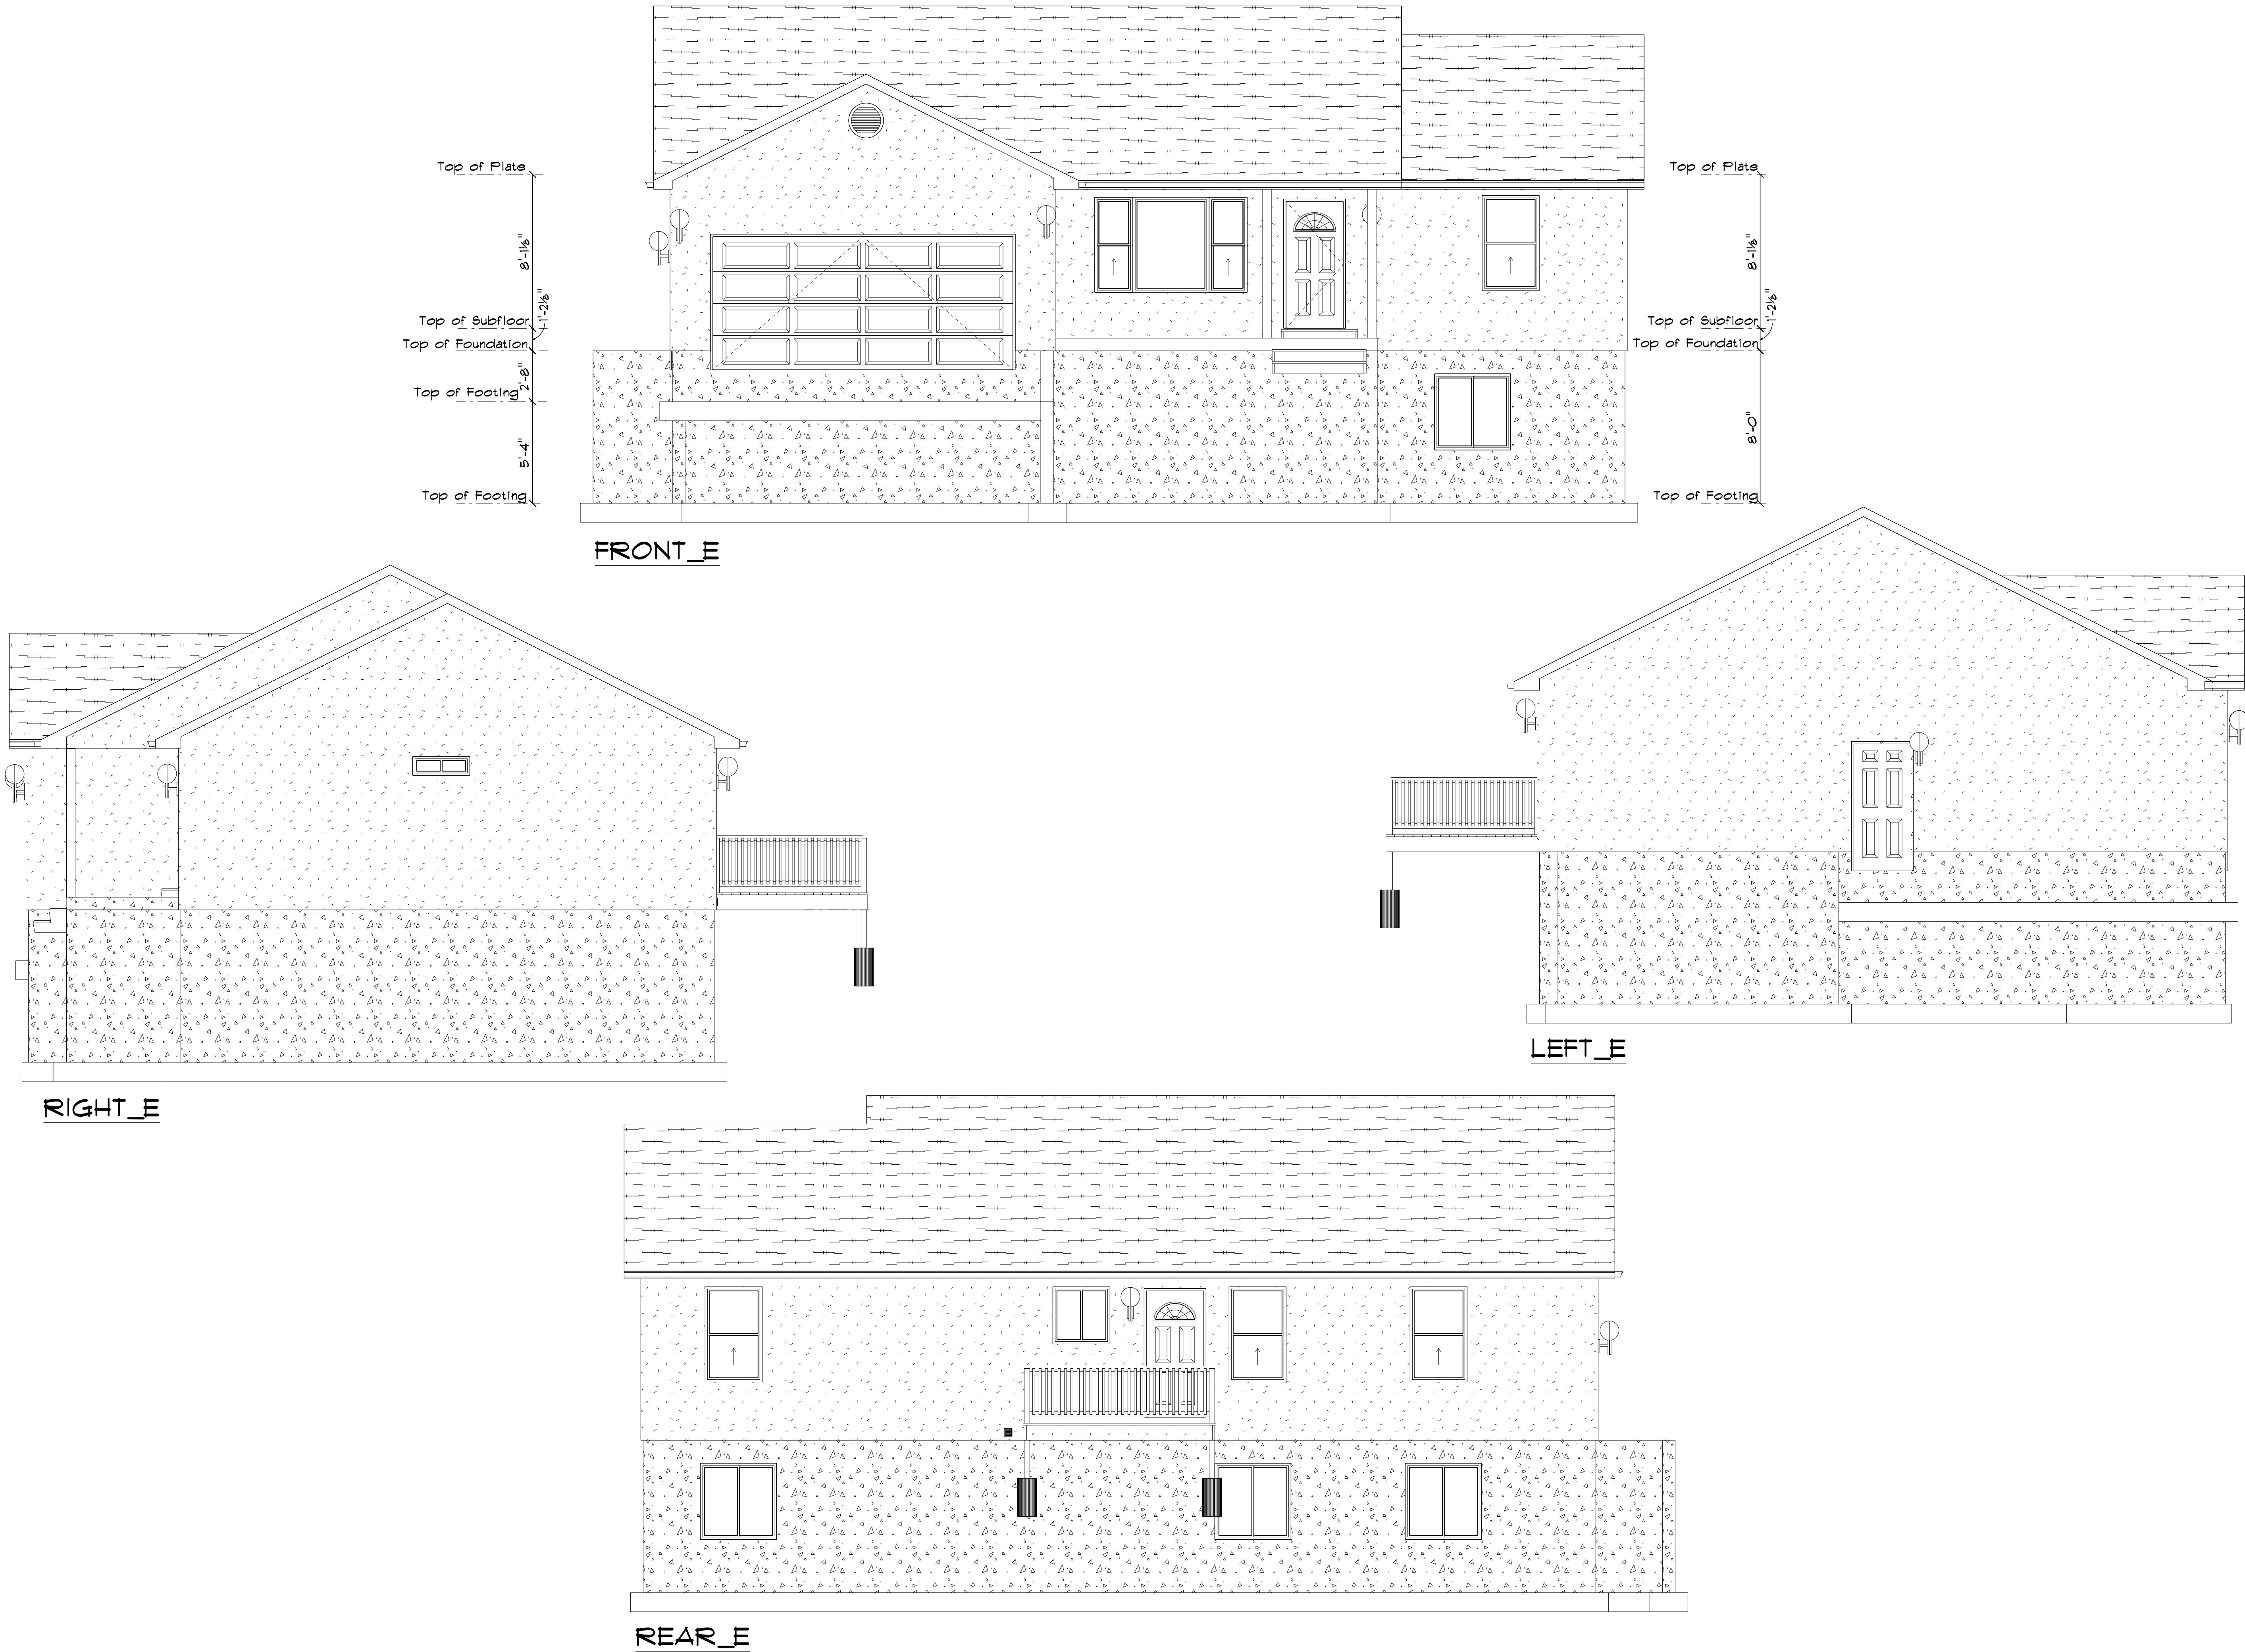 Top of Plate
8'-1⅛"
1'-2⅛"
Top of Subfloor
Top of Foundation
2'-8"
Top of Footing
5'-4"
Top of Footing
Top of Plate
8'-1⅛"
1'-2⅛"
Top of Subfloor
Top of Foundation
8'-0"
Top of Footing
FRONT_E
RIGHT_E
LEFT_E
REAR_E